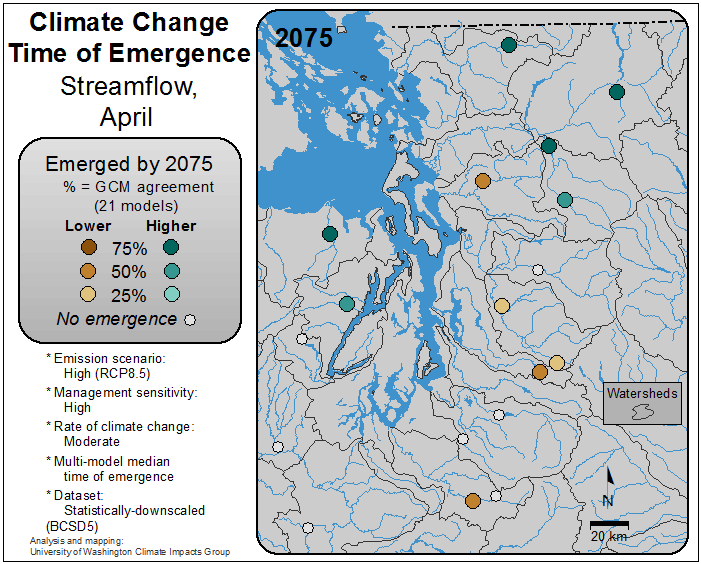 Climate Change
Time of Emergence
Streamflow,
April
Emerged by 2075
% = GCM agreement
(21 models)
Lower Higher
75%
50%
25%
No emergence
* Emission scenario:
High (RCP8.5)
* Management sensitivity:
High
* Rate of climate change:
Moderate
* Multi-model median
time of emergence
* Dataset:
Statistically-downscaled
(BCSD5)
Analysis and mapping:
University of Washington Climate Impacts Group
2075
Watersheds
N
20 km